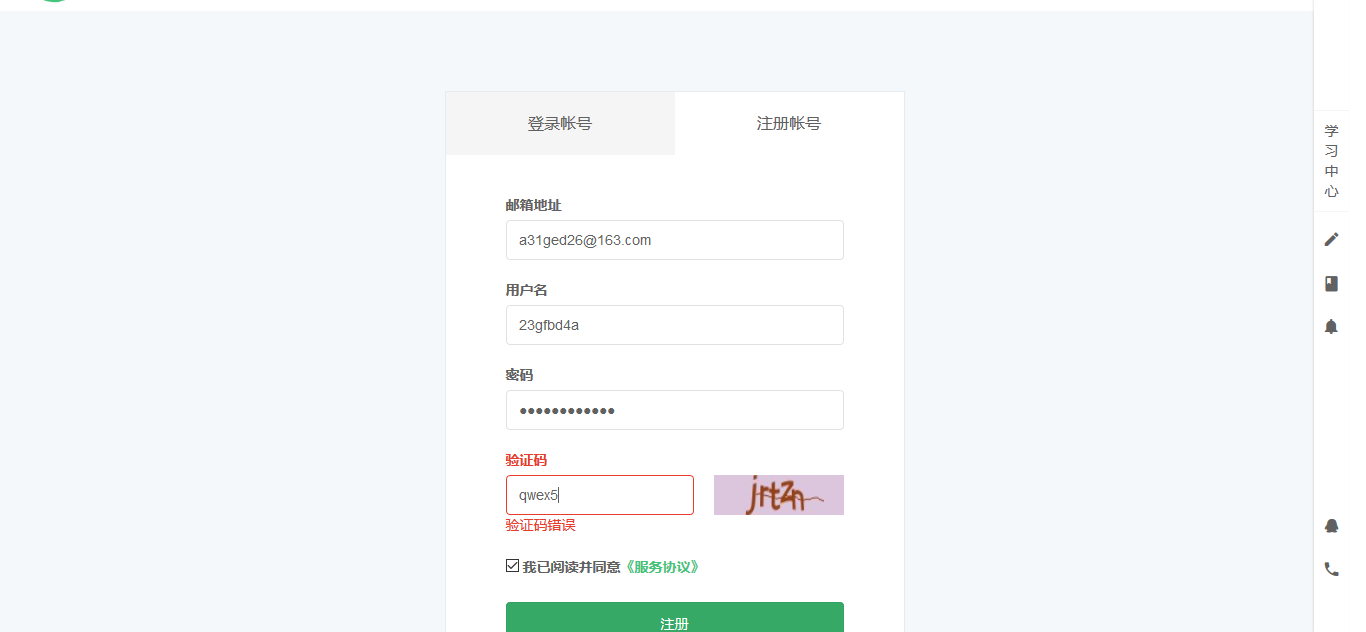 登录帐号
注册帐号
邮箱地址
a31ged26@163.com
用户名
23gfbd4a
密码
••••••••••••
验证码
qwex5
jrtzn
验证码错误
我已阅读并同意《服务协议》
注册
学
习
中
心